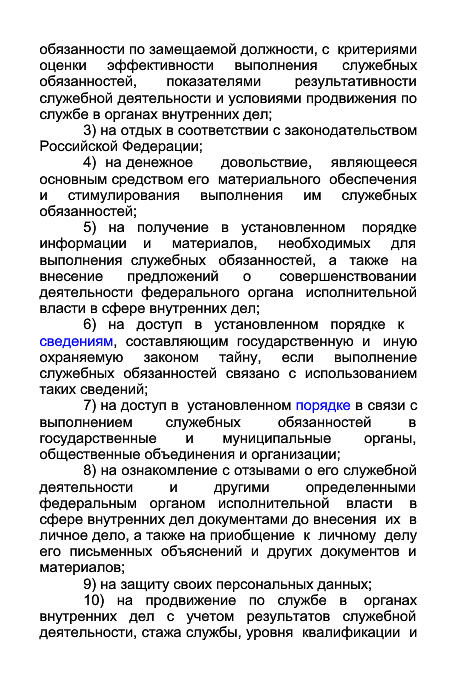 обязанности по замещаемой должности, с критериями
оценки эффективности выполнения служебных
обязанностей, показателями результативности
служебной деятельности и условиями продвижения по
службе в органах внутренних дел;
3) на отдых в соответствии с законодательством
Российской Федерации;
4) на денежное довольствие, являющееся
основным средством его материального обеспечения
и стимулирования выполнения им служебных
обязанностей;
5) на получение в установленном порядке
информации и материалов, необходимых для
выполнения служебных обязанностей, а также на
внесение предложений о совершенствовании
деятельности федерального органа исполнительной
власти в сфере внутренних дел;
6) на доступ в установленном порядке к
сведениям, составляющим государственную и иную
охраняемую законом тайну, если выполнение
служебных обязанностей связано с использованием
таких сведений;
7) на доступ в установленном порядке в связи с
выполнением служебных обязанностей в
государственные и муниципальные органы,
общественные объединения и организации;
8) на ознакомление с отзывами о его служебной
деятельности и другими определенными
федеральным органом исполнительной власти в
сфере внутренних дел документами до внесения их в
личное дело, а также на приобщение к личному делу
его письменных объяснений и других документов и
материалов;
9) на защиту своих персональных данных;
10) на продвижение по службе в органах
внутренних дел с учетом результатов служебной
деятельности, стажа службы, уровня квалификации и